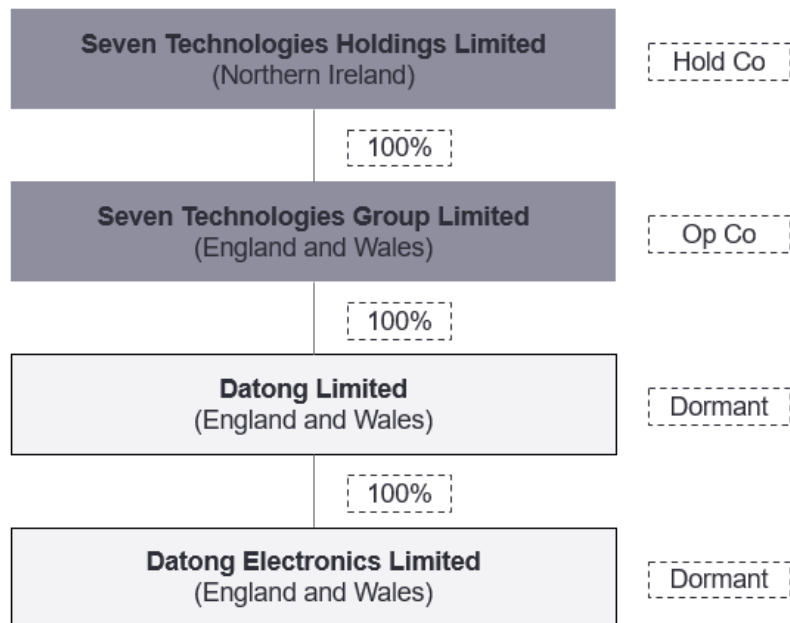 Seven Technologies Holdings Limited
(Northern Ireland)
Hold Co
100%
Seven Technologies Group Limited
(England and Wales)
Op Co
100%
Datong Limited
(England and Wales)
Dormant
100%
Datong Electronics Limited
(England and Wales)
Dormant